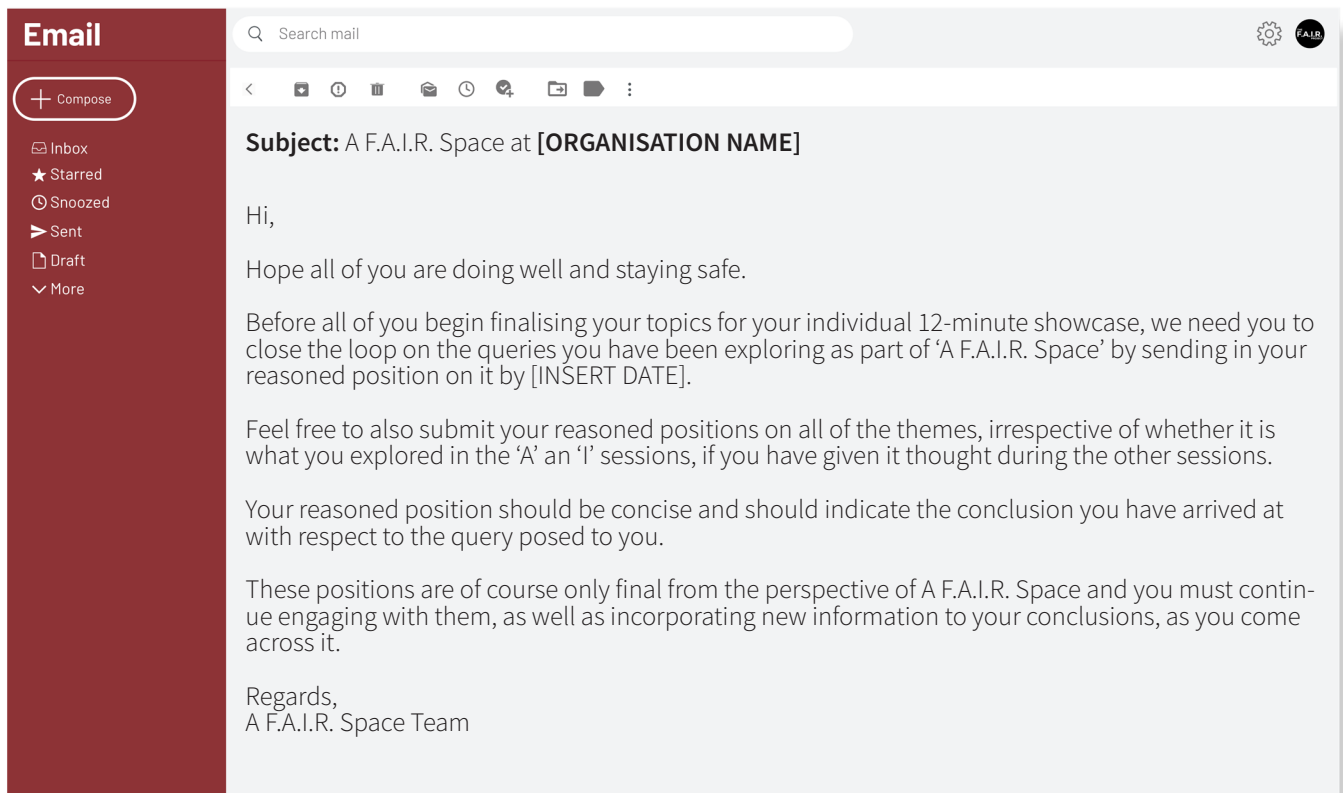 Email
Search mail
F.A.I.R.
Compose
Inbox
Starred
Snoozed
Sent
Draft
More
Subject: A F.A.I.R. Space at [ORGANISATION NAME]
Hi,
Hope all of you are doing well and staying safe.
Before all of you begin finalising your topics for your individual 12-minute showcase, we need you to
close the loop on the queries you have been exploring as part of ‘A F.A.I.R. Space’ by sending in your
reasoned position on it by [INSERT DATE].
Feel free to also submit your reasoned positions on all of the themes, irrespective of whether it is
what you explored in the ‘A’ an ‘I’ sessions, if you have given it thought during the other sessions.
Your reasoned position should be concise and should indicate the conclusion you have arrived at
with respect to the query posed to you.
These positions are of course only final from the perspective of A F.A.I.R. Space and you must contin-
ue engaging with them, as well as incorporating new information to your conclusions, as you come
across it.
Regards,
A F.A.I.R. Space Team